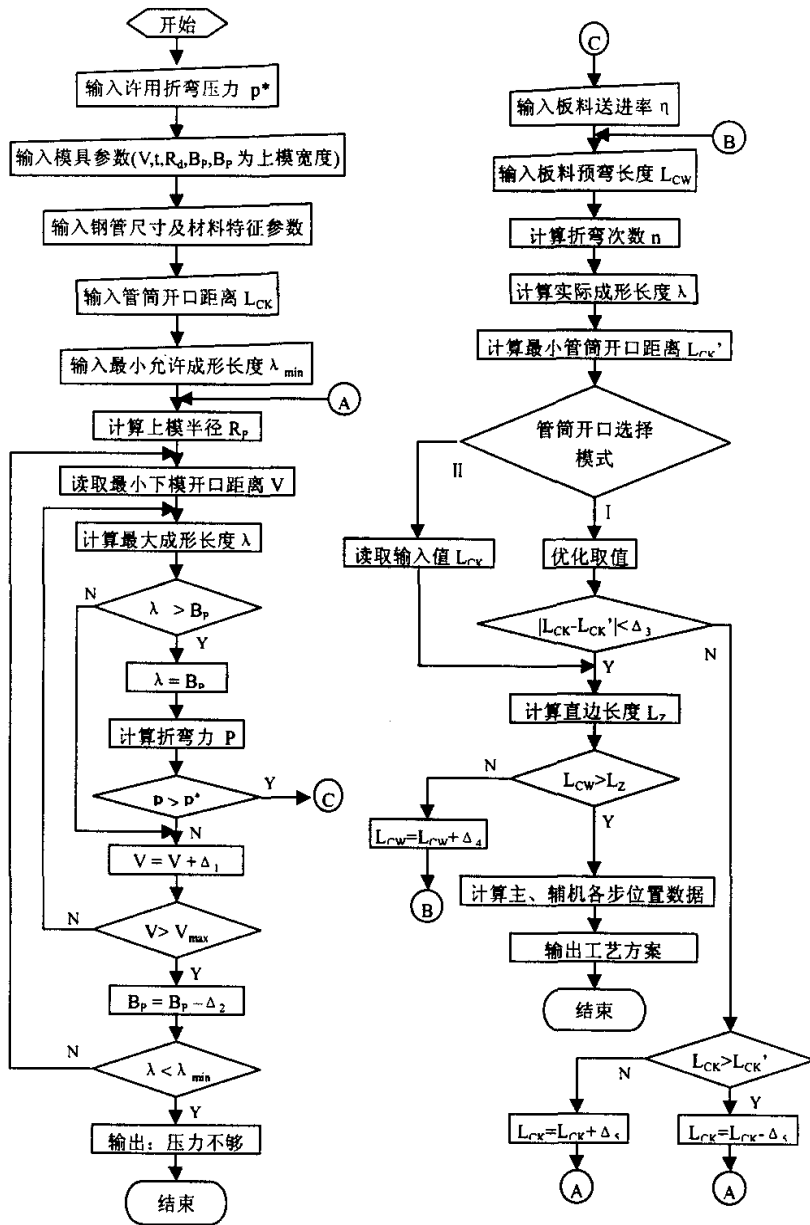 开始
输入许用折弯压力 p*
输入模具参数(V,t,R_d,B_P,B_P为上模宽度)
输入钢管尺寸及材料特征参数
输入管筒开口距离 L_CK
输入最小允许成形长度 λ_min
A
计算上模半径 R_P
读取最小下模开口距离 V
计算最大成形长度 λ
N
λ > B_P
Y
λ = B_P
计算折弯力 P
p > p*
Y
C
N
V = V + Δ_1
N
V > V_max
Y
B_P = B_P - Δ_2
N
λ < λ_min
Y
输出：压力不够
结束
C
输入板料送进率 η
B
输入板料预弯长度 L_CW
计算折弯次数 n
计算实际成形长度 λ
计算最小管筒开口距离 L_CK'
管筒开口选择
模式
II
I
读取输入值 L_CK
优化取值
|L_CK-L_CK'|<Δ_3
N
Y
计算直边长度 L_Z
N
L_CW>L_Z
L_CW=L_CW+Δ_4
Y
B
计算主、辅机各步位置数据
输出工艺方案
结束
L_CK>L_CK'
N
Y
L_CK=L_CK+Δ_5
L_CK=L_CK-Δ_5
A
A